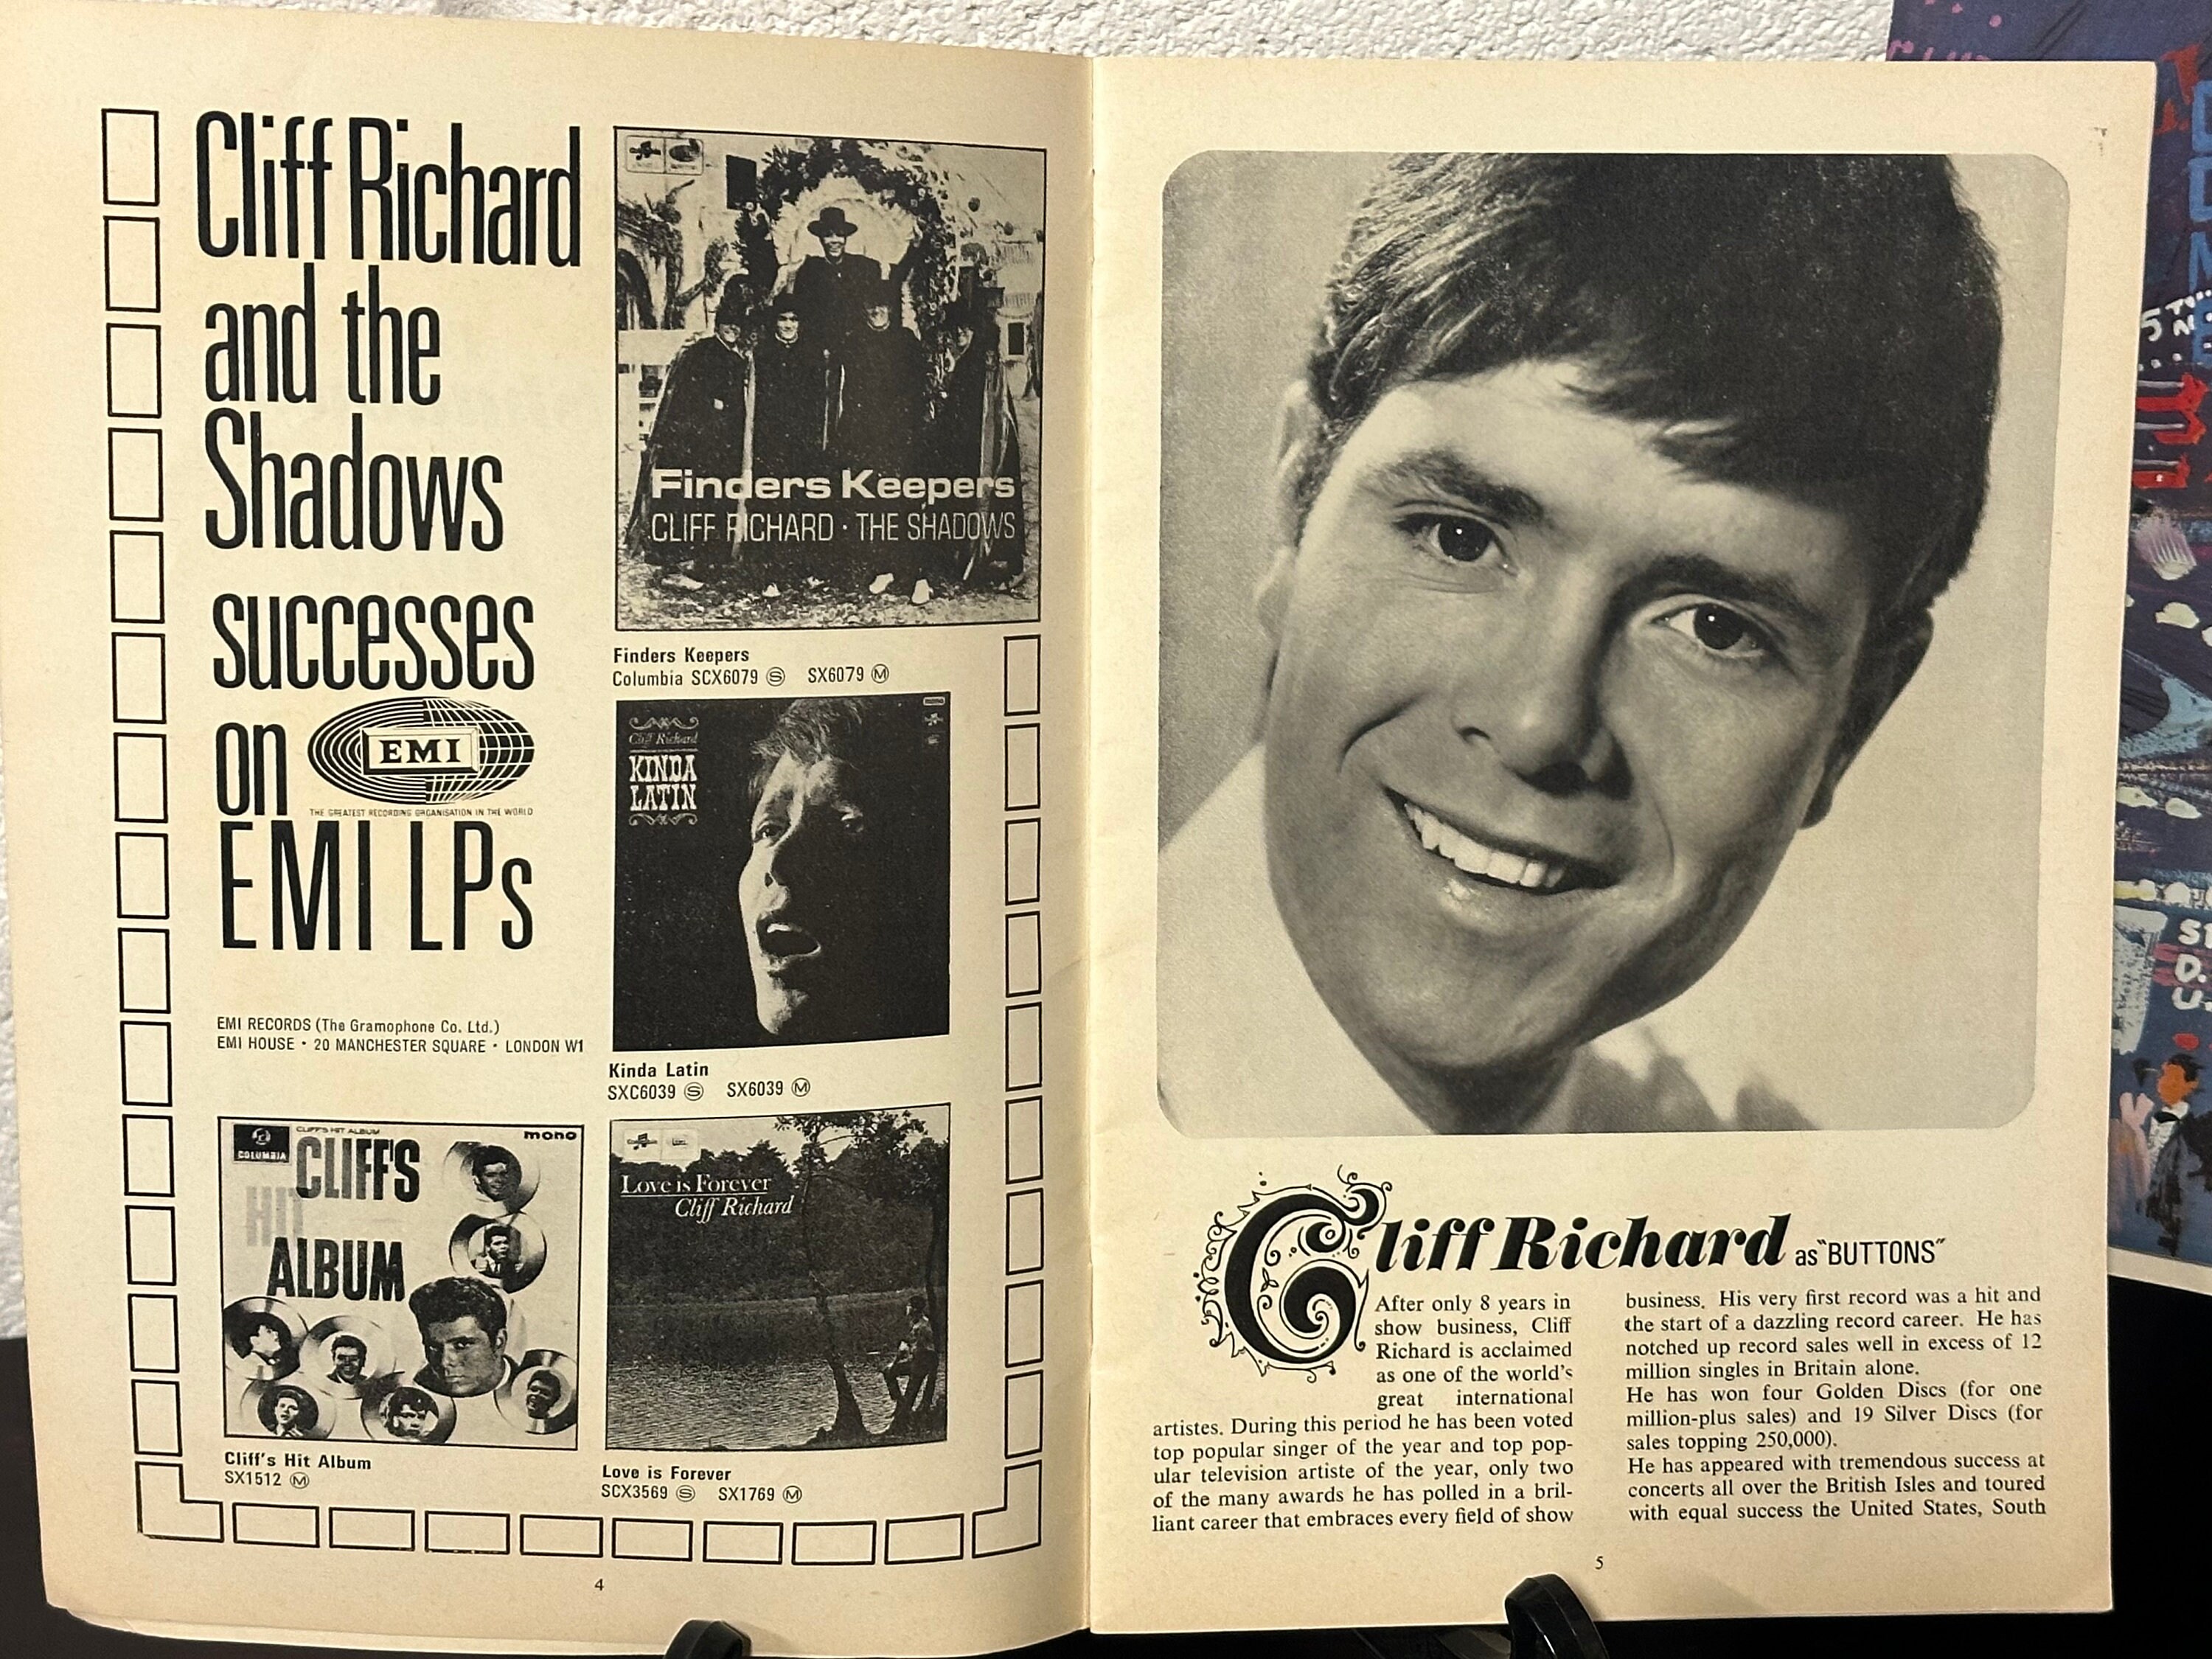 Cliff Richard
and the
Shadows
successes
on
EMI
THE GREATEST RECORDING ORGANISATION IN THE WORLD
EMI LPs
EMI RECORDS (The Gramophone Co. Ltd.)
EMI HOUSE · 20 MANCHESTER SQUARE · LONDON W1
Finders Keepers
CLIFF RICHARD · THE SHADOWS
Finders Keepers
Columbia SCX6079 Ⓢ SX6079 Ⓜ
Cliff Richard
KINDA
LATIN
Kinda Latin
SXC6039 Ⓢ SX6039 Ⓜ
COLUMBIA
CLIFF'S HIT ALBUM
mono
CLIFF'S
HIT
ALBUM
Cliff's Hit Album
SX1512 Ⓜ
Love is Forever
Cliff Richard
Love is Forever
SCX3569 Ⓢ SX1769 Ⓜ
4
Cliff Richard as "BUTTONS"
After only 8 years in
show business, Cliff
Richard is acclaimed
as one of the world's
great international
artistes. During this period he has been voted
top popular singer of the year and top pop-
ular television artiste of the year, only two
of the many awards he has polled in a bril-
liant career that embraces every field of show
business. His very first record was a hit and
the start of a dazzling record career. He has
notched up record sales well in excess of 12
million singles in Britain alone.
He has won four Golden Discs (for one
million-plus sales) and 19 Silver Discs (for
sales topping 250,000).
He has appeared with tremendous success at
concerts all over the British Isles and toured
with equal success the United States, South
5